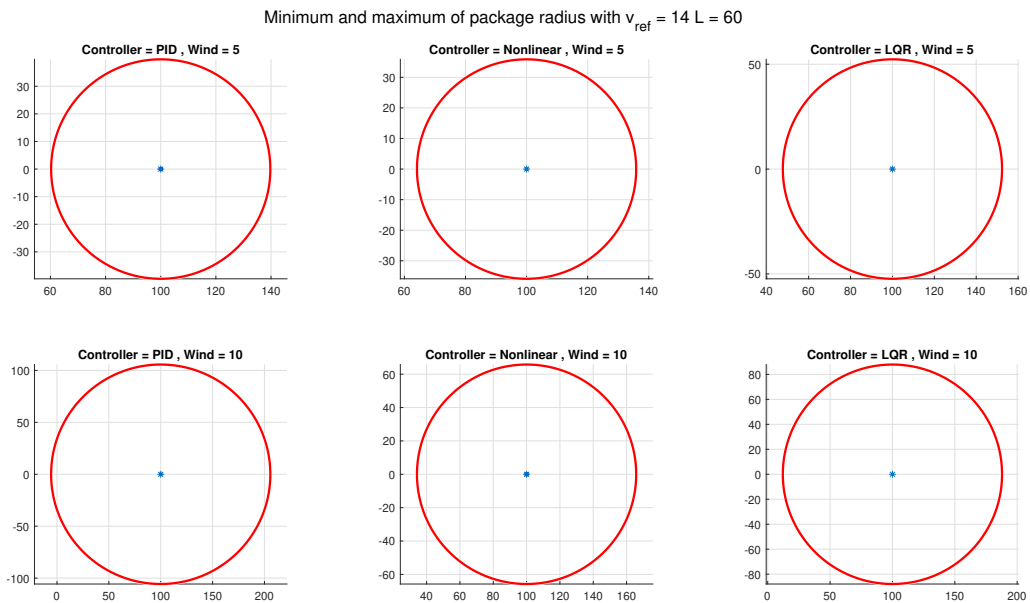 Minimum and maximum of package radius with v_ref = 14 L = 60
Controller = PID , Wind = 5
30
20
10
0
-10
-20
-30
60 80 100 120 140
Controller = Nonlinear , Wind = 5
30
20
10
0
-10
-20
-30
60 80 100 120 140
Controller = LQR , Wind = 5
50
0
-50
40 60 80 100 120 140 160
Controller = PID , Wind = 10
100
50
0
-50
-100
0 50 100 150 200
Controller = Nonlinear , Wind = 10
60
40
20
0
-20
-40
-60
40 60 80 100 120 140 160
Controller = LQR , Wind = 10
80
60
40
20
0
-20
-40
-60
-80
0 50 100 150 200